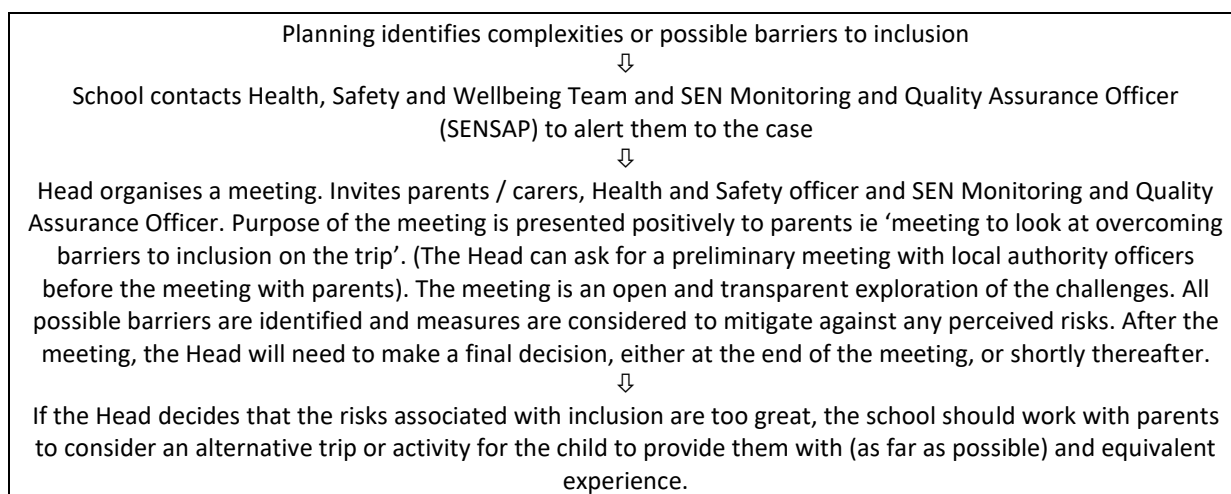 Planning identifies complexities or possible barriers to inclusion
⇩
School contacts Health, Safety and Wellbeing Team and SEN Monitoring and Quality Assurance Officer
(SENSAP) to alert them to the case
⇩
Head organises a meeting. Invites parents / carers, Health and Safety officer and SEN Monitoring and Quality
Assurance Officer. Purpose of the meeting is presented positively to parents ie ‘meeting to look at overcoming
barriers to inclusion on the trip’. (The Head can ask for a preliminary meeting with local authority officers
before the meeting with parents). The meeting is an open and transparent exploration of the challenges. All
possible barriers are identified and measures are considered to mitigate against any perceived risks. After the
meeting, the Head will need to make a final decision, either at the end of the meeting, or shortly thereafter.
⇩
If the Head decides that the risks associated with inclusion are too great, the school should work with parents
to consider an alternative trip or activity for the child to provide them with (as far as possible) and equivalent
experience.